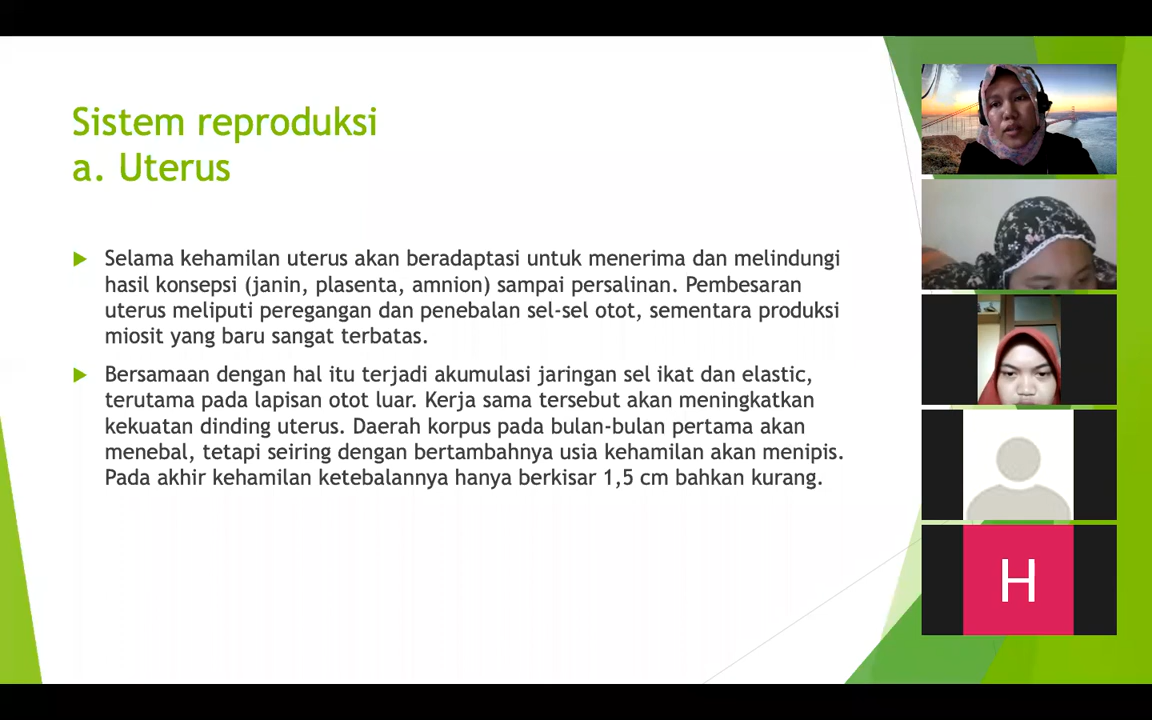 Sistem reproduksi
a. Uterus
Selama kehamilan uterus akan beradaptasi untuk menerima dan melindungi
hasil konsepsi (janin, plasenta, amnion) sampai persalinan. Pembesaran
uterus meliputi peregangan dan penebalan sel-sel otot, sementara produksi
miosit yang baru sangat terbatas.
Bersamaan dengan hal itu terjadi akumulasi jaringan sel ikat dan elastic,
terutama pada lapisan otot luar. Kerja sama tersebut akan meningkatkan
kekuatan dinding uterus. Daerah korpus pada bulan-bulan pertama akan
menebal, tetapi seiring dengan bertambahnya usia kehamilan akan menipis.
Pada akhir kehamilan ketebalannya hanya berkisar 1,5 cm bahkan kurang.
H